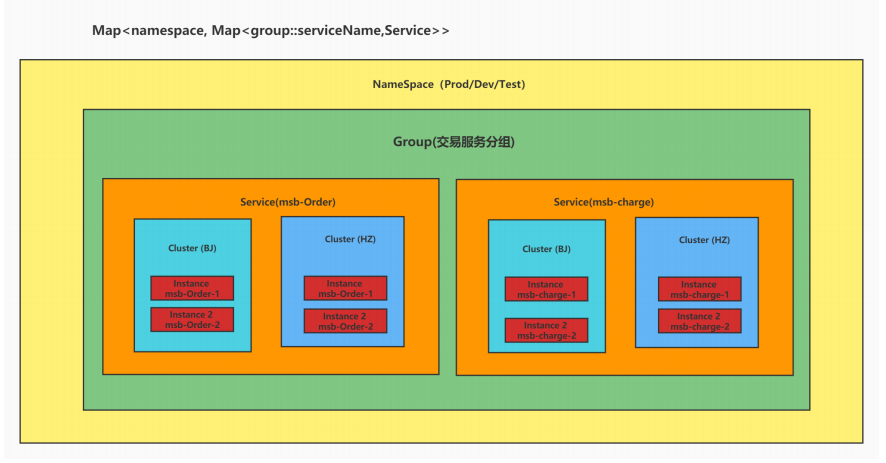 Map<namespace, Map<group::serviceName,Service>>
NameSpace（Prod/Dev/Test）
Group(交易服务分组)
Service(msb-Order)
Cluster (BJ)
Instance
msb-Order-1
Instance 2
msb-Order-2
Cluster (HZ)
Instance
msb-Order-1
Instance 2
msb-Order-2
Service(msb-charge)
Cluster (BJ)
Instance
msb-charge-1
Instance 2
msb-charge-2
Cluster (HZ)
Instance
msb-charge-1
Instance 2
msb-charge-2